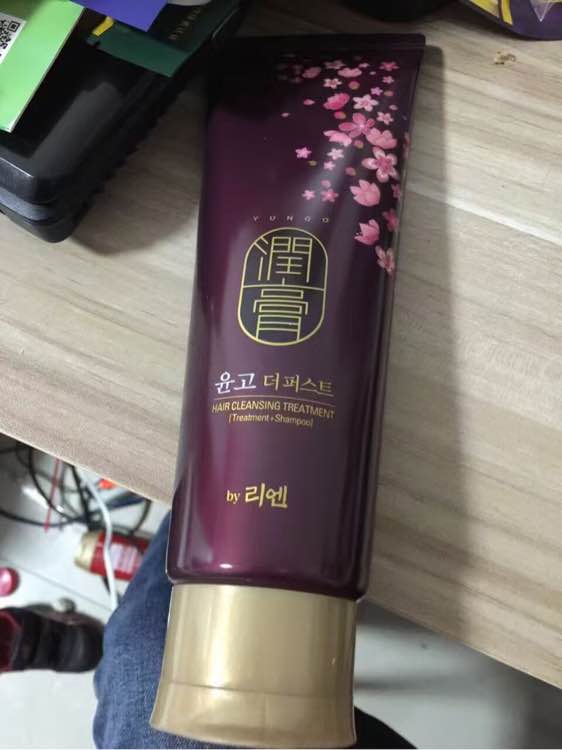 YUNGO
潤
膏
윤고 더퍼스트
HAIR CLEANSING TREATMENT
[Treatment+Shampoo]
by 리엔